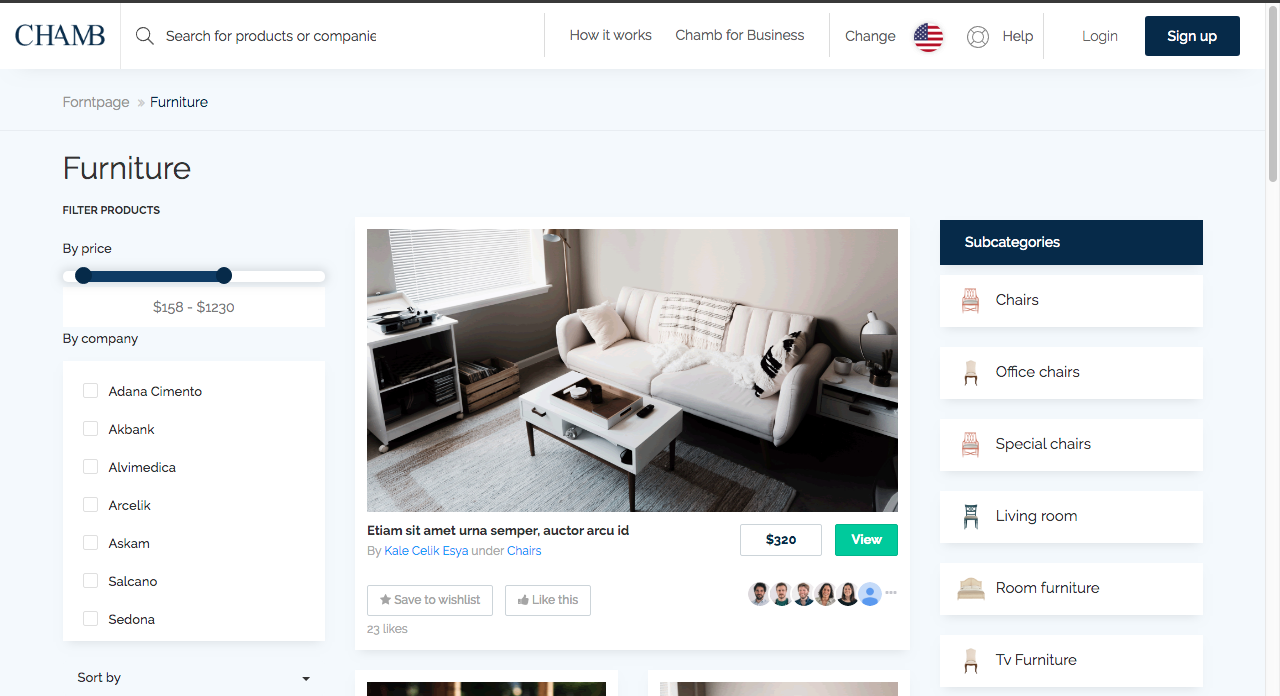 CHAMB
Search for products or companie
How it works
Chamb for Business
Change
Help
Login
Sign up
Forntpage » Furniture
Furniture
FILTER PRODUCTS
By price
$158 - $1230
By company
Adana Cimento
Akbank
Alvimedica
Arcelik
Askam
Salcano
Sedona
Sort by
Etiam sit amet urna semper, auctor arcu id
By Kale Celik Esya under Chairs
$320
View
Save to wishlist
Like this
23 likes
Subcategories
Chairs
Office chairs
Special chairs
Living room
Room furniture
Tv Furniture